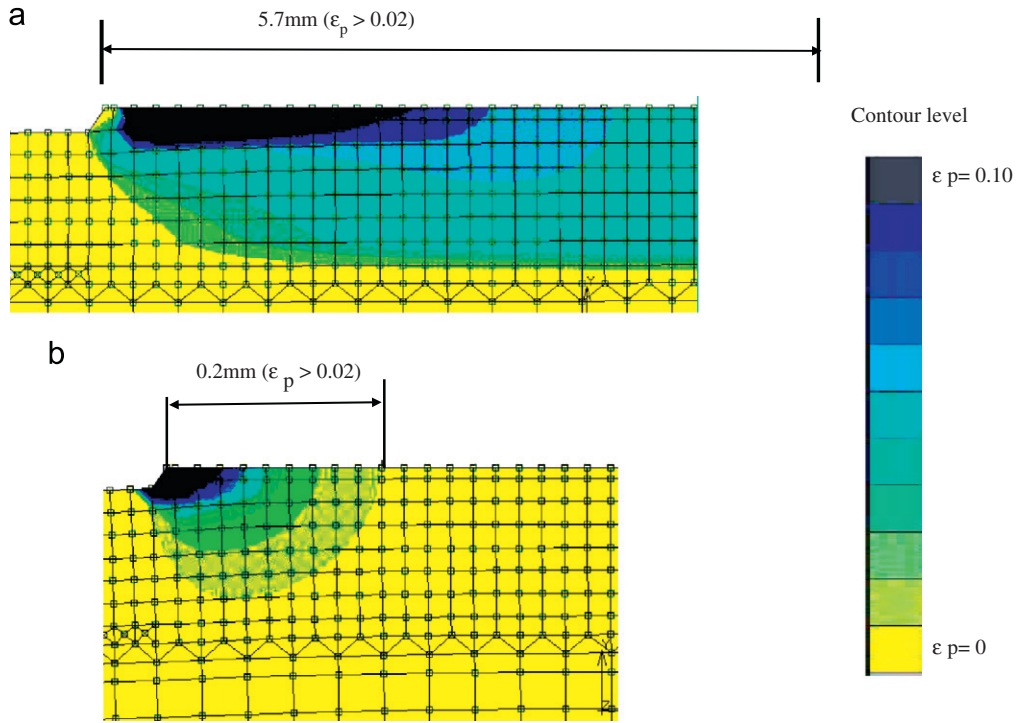 a
5.7mm (εp > 0.02)
Contour level
ε p= 0.10
Y
X
b
0.2mm (ε p > 0.02)
ε p= 0
Y
Z